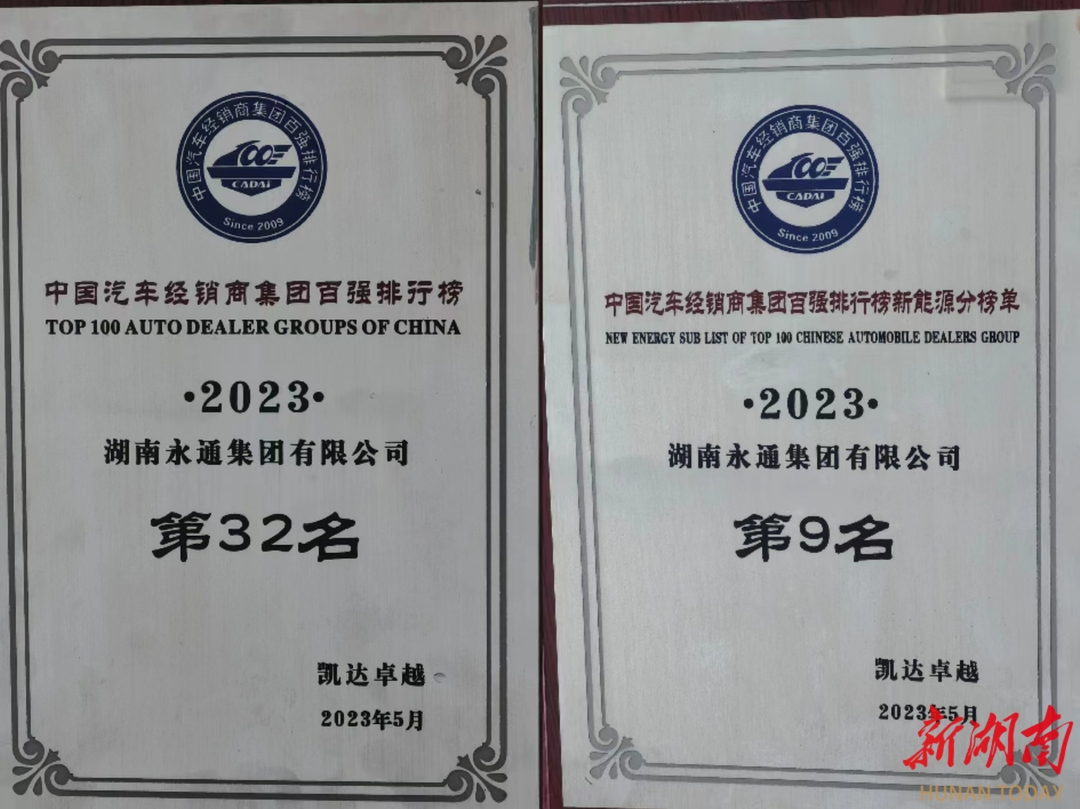 中国汽车经销商集团百强排行榜
CADAI
Since 2009
中国汽车经销商集团百强排行榜
TOP 100 AUTO DEALER GROUPS OF CHINA
·2023·
湖南永通集团有限公司
第32名
凯达卓越
2023年5月
中国汽车经销商集团百强排行榜
CADAI
Since 2009
中国汽车经销商集团百强排行榜新能源分榜单
NEW ENERGY SUB LIST OF TOP 100 CHINESE AUTOMOBILE DEALERS GROUP
·2023·
湖南永通集团有限公司
第9名
凯达卓越
2023年5月
新湖南
HUNAN TODAY